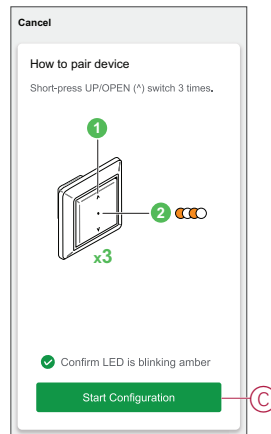 Cancel
How to pair device
Short-press UP/OPEN (^) switch 3 times.
1
2
x3
Confirm LED is blinking amber
Start Configuration
C